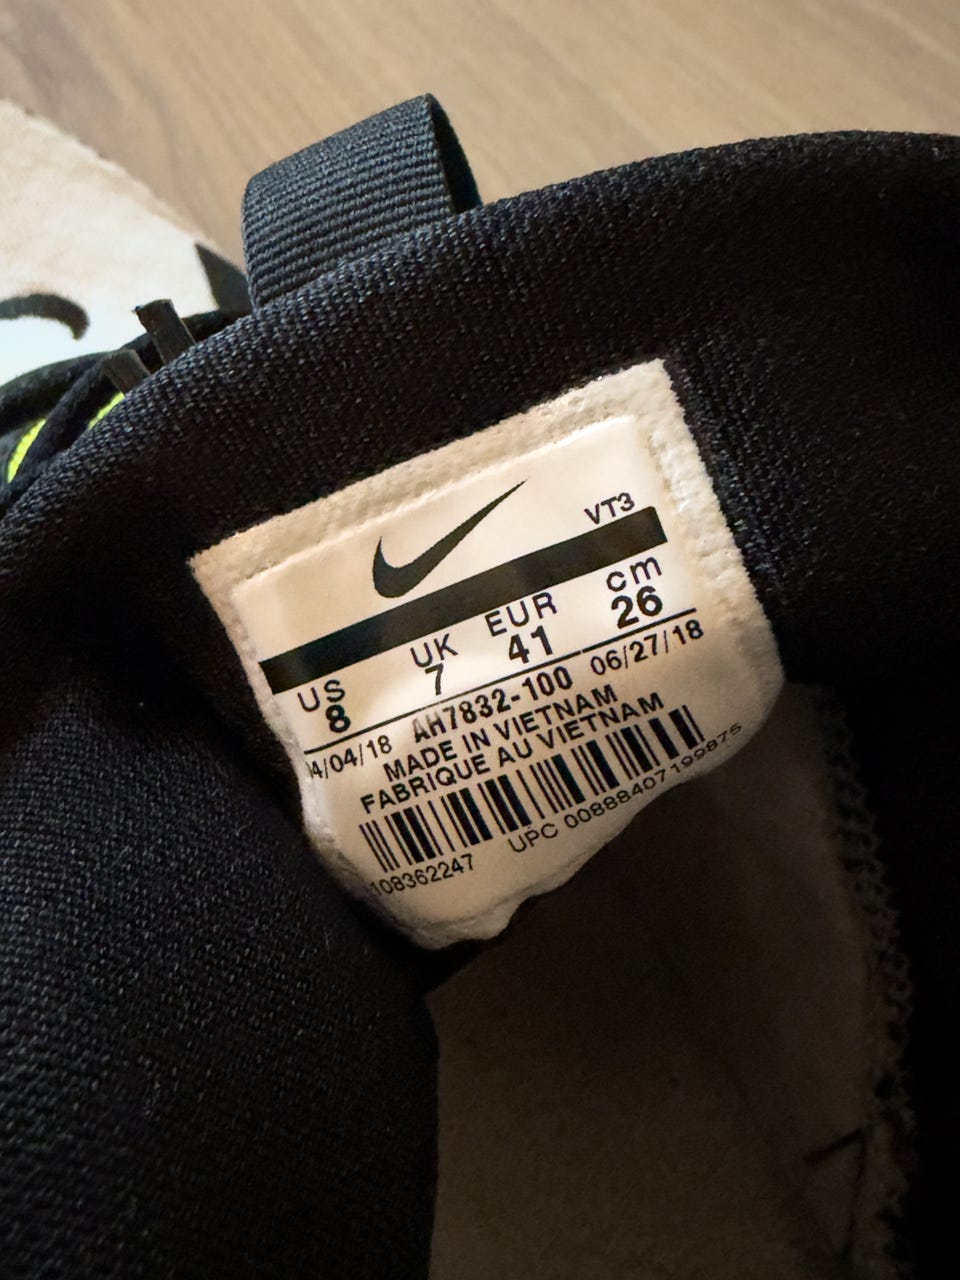 VT3
US UK EUR cm
8 7 41 26
AH7832-100
04/04/18 06/27/18
MADE IN VIETNAM
FABRIQUE AU VIETNAM
UPC 00888407199875